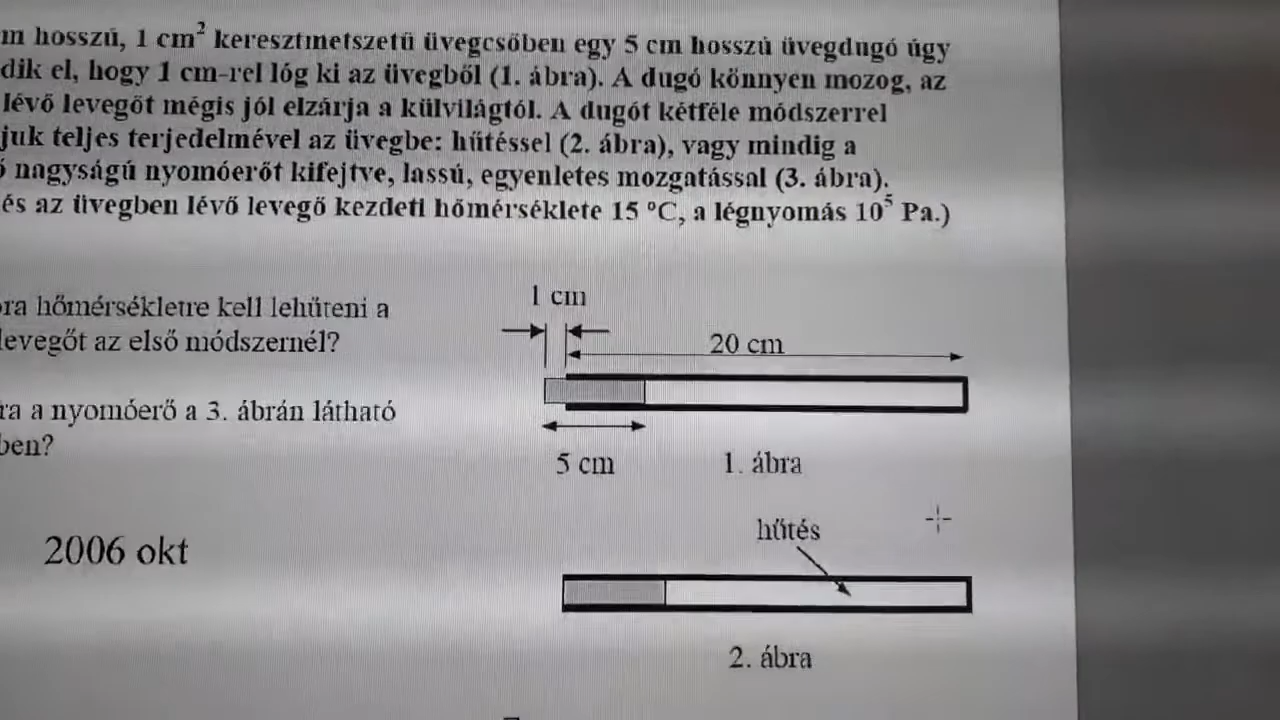 m hosszú, 1 cm² keresztmetszetű üvegcsőben egy 5 cm hosszú üvegdugó úgy
dik el, hogy 1 cm-rel lóg ki az üvegből (1. ábra). A dugó könnyen mozog, az
lévő levegőt mégis jól elzárja a külvilágtól. A dugót kétféle módszerrel
juk teljes terjedelmével az üvegbe: hűtéssel (2. ábra), vagy mindig a
ő nagyságú nyomóerőt kifejtve, lassú, egyenletes mozgatással (3. ábra).
és az üvegben lévő levegő kezdeti hőmérséklete 15 °C, a légnyomás 10⁵ Pa.)
1 cm
ora hőmérsékletre kell lehűteni a
levegőt az első módszernél?
20 cm
ra a nyomóerő a 3. ábrán látható
ben?
5 cm
1. ábra
hűtés
2006 okt
2. ábra